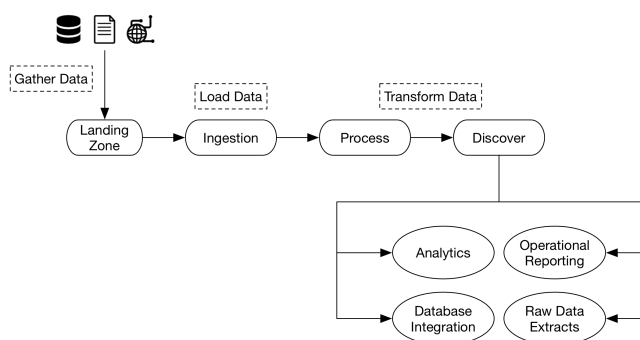 Gather Data
Load Data
Transform Data
Landing
Zone
Ingestion
Process
Discover
Analytics
Operational
Reporting
Database
Integration
Raw Data
Extracts